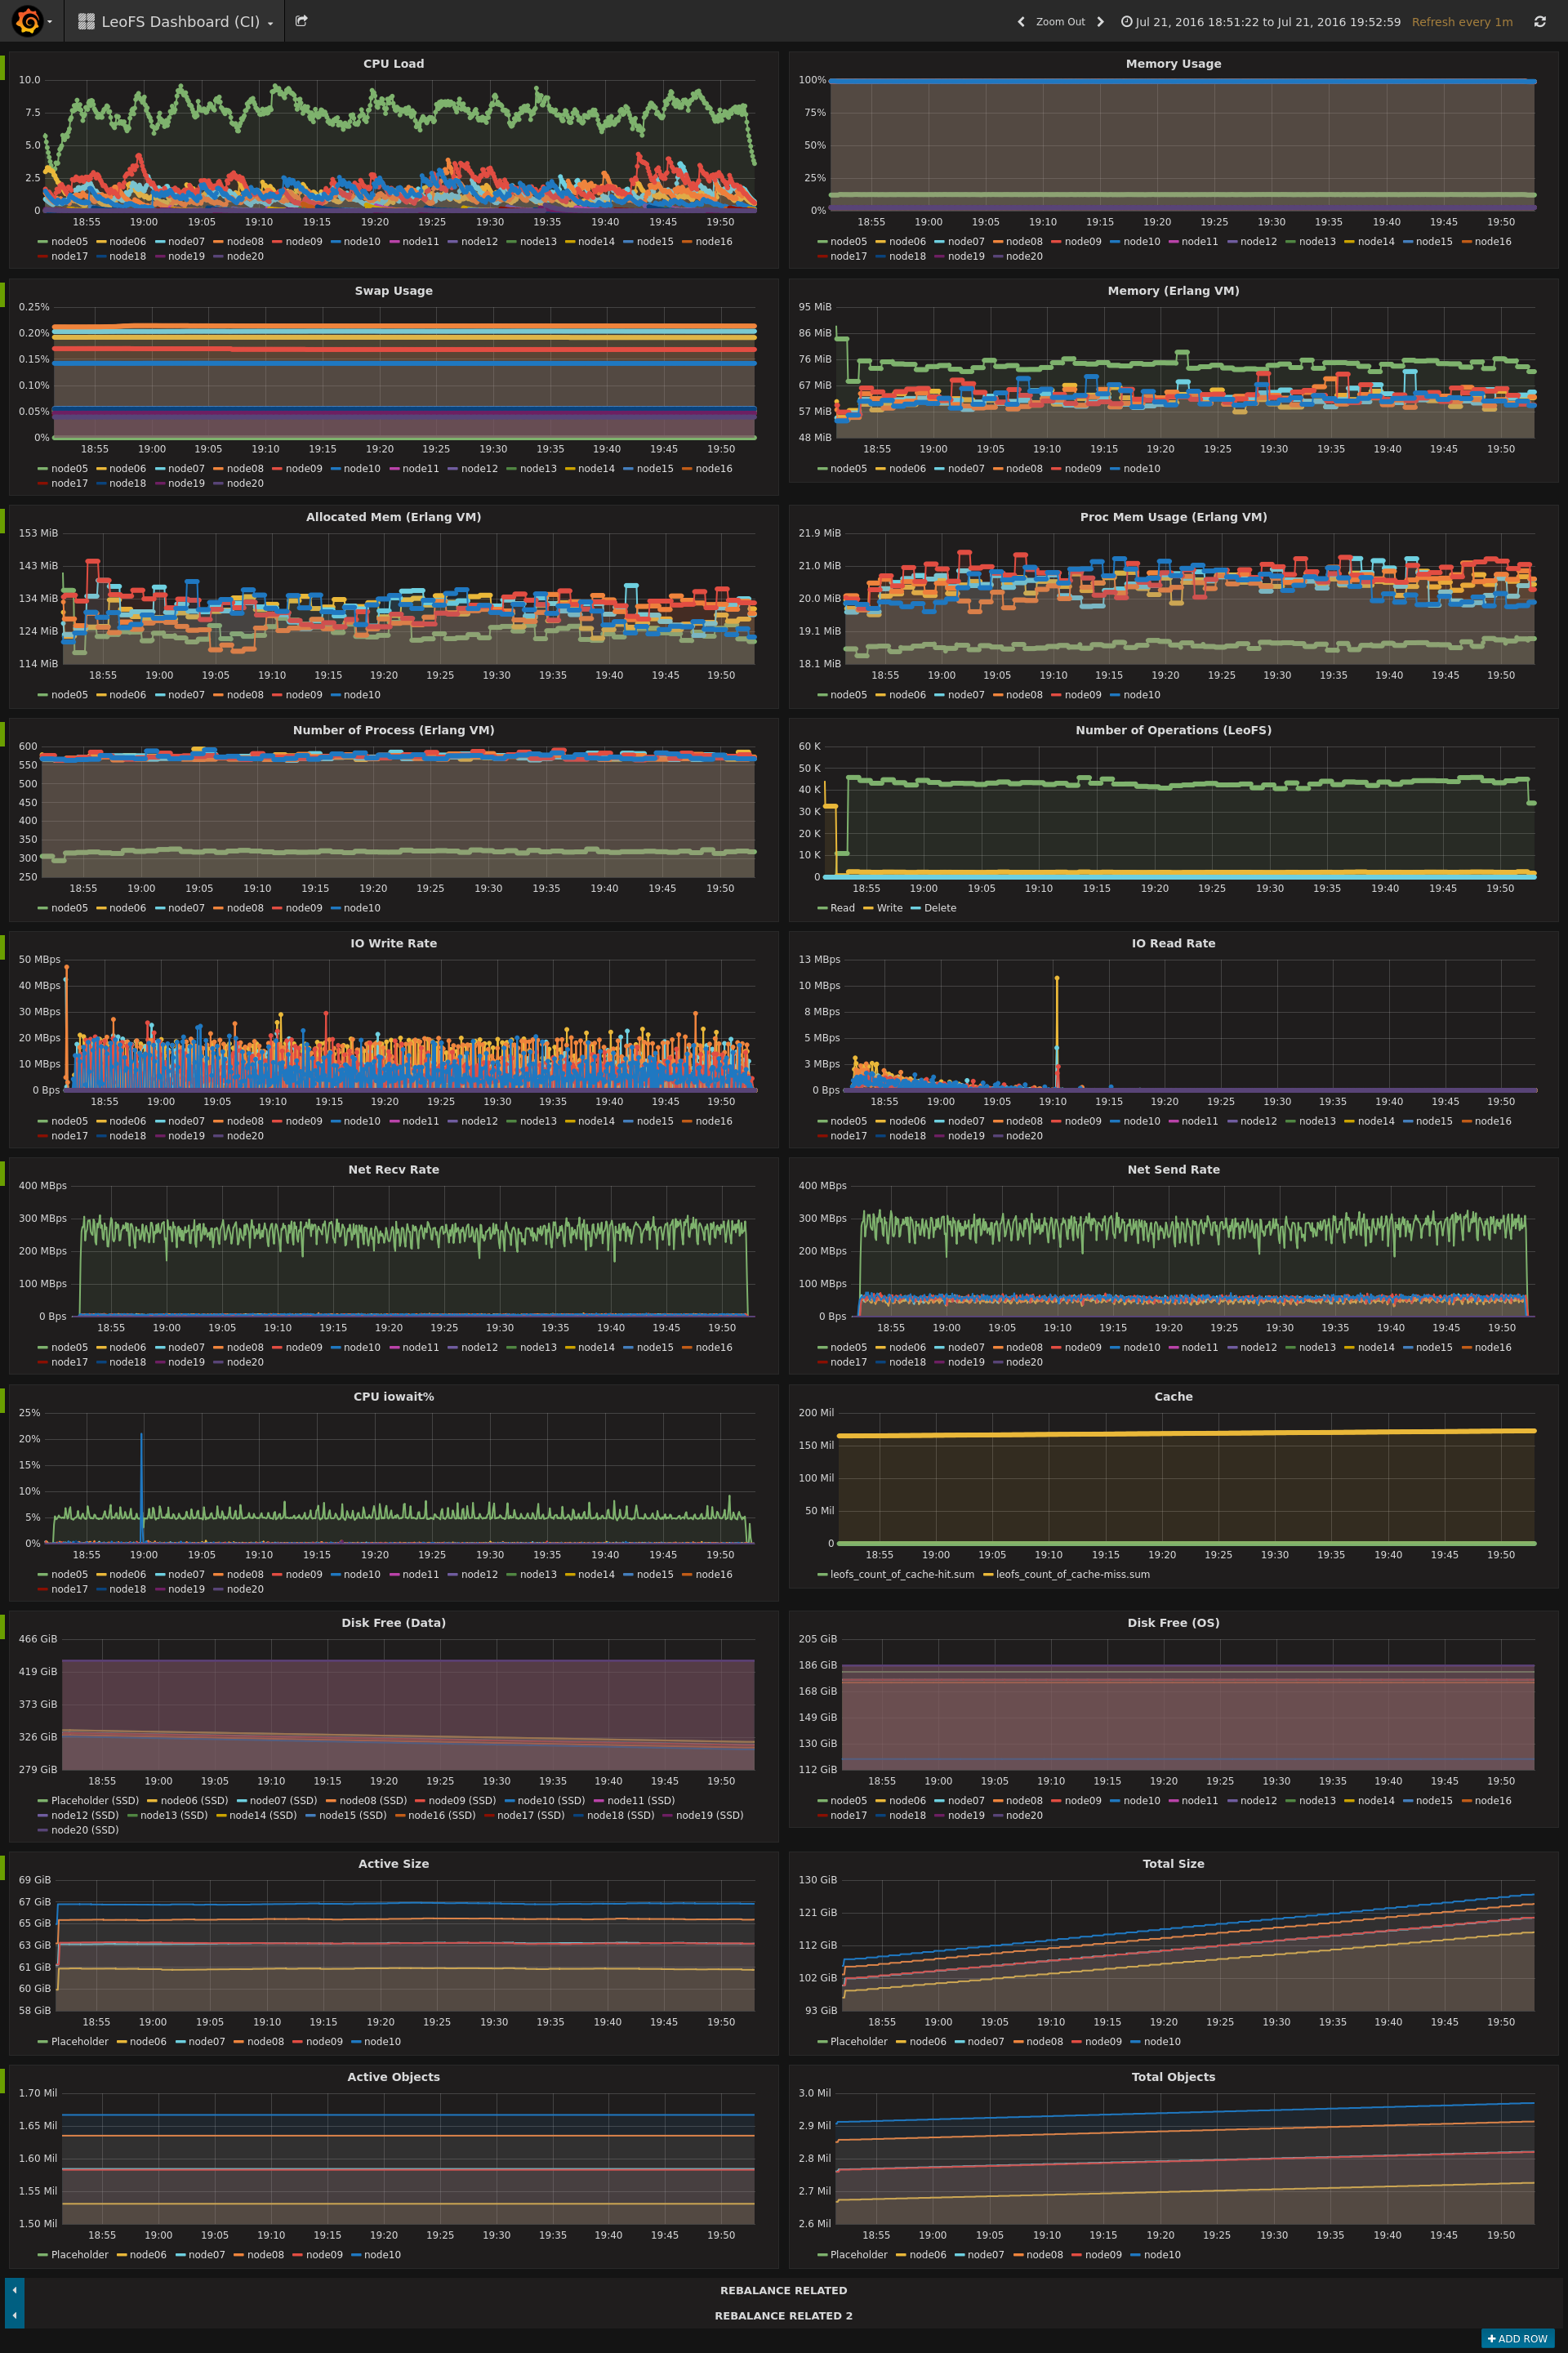 LeoFS Dashboard (CI)
Zoom Out
Jul 21, 2016 18:51:22 to Jul 21, 2016 19:52:59 Refresh every 1m
CPU Load
10.0
7.5
5.0
2.5
0
18:55 19:00 19:05 19:10 19:15 19:20 19:25 19:30 19:35 19:40 19:45 19:50
node05 node06 node07 node08 node09 node10 node11 node12 node13 node14 node15 node16
node17 node18 node19 node20
Memory Usage
100%
75%
50%
25%
0%
18:55 19:00 19:05 19:10 19:15 19:20 19:25 19:30 19:35 19:40 19:45 19:50
node05 node06 node07 node08 node09 node10 node11 node12 node13 node14 node15 node16
node17 node18 node19 node20
Swap Usage
0.25%
0.20%
0.15%
0.10%
0.05%
0%
18:55 19:00 19:05 19:10 19:15 19:20 19:25 19:30 19:35 19:40 19:45 19:50
node05 node06 node07 node08 node09 node10 node11 node12 node13 node14 node15 node16
node17 node18 node19 node20
Memory (Erlang VM)
95 MiB
86 MiB
76 MiB
67 MiB
57 MiB
48 MiB
18:55 19:00 19:05 19:10 19:15 19:20 19:25 19:30 19:35 19:40 19:45 19:50
node05 node06 node07 node08 node09 node10
Allocated Mem (Erlang VM)
153 MiB
143 MiB
134 MiB
124 MiB
114 MiB
18:55 19:00 19:05 19:10 19:15 19:20 19:25 19:30 19:35 19:40 19:45 19:50
node05 node06 node07 node08 node09 node10
Proc Mem Usage (Erlang VM)
21.9 MiB
21.0 MiB
20.0 MiB
19.1 MiB
18.1 MiB
18:55 19:00 19:05 19:10 19:15 19:20 19:25 19:30 19:35 19:40 19:45 19:50
node05 node06 node07 node08 node09 node10
Number of Process (Erlang VM)
600
550
500
450
400
350
300
250
18:55 19:00 19:05 19:10 19:15 19:20 19:25 19:30 19:35 19:40 19:45 19:50
node05 node06 node07 node08 node09 node10
Number of Operations (LeoFS)
60 K
50 K
40 K
30 K
20 K
10 K
0
18:55 19:00 19:05 19:10 19:15 19:20 19:25 19:30 19:35 19:40 19:45 19:50
Read Write Delete
IO Write Rate
50 MBps
40 MBps
30 MBps
20 MBps
10 MBps
0 Bps
18:55 19:00 19:05 19:10 19:15 19:20 19:25 19:30 19:35 19:40 19:45 19:50
node05 node06 node07 node08 node09 node10 node11 node12 node13 node14 node15 node16
node17 node18 node19 node20
IO Read Rate
13 MBps
10 MBps
8 MBps
5 MBps
3 MBps
0 Bps
18:55 19:00 19:05 19:10 19:15 19:20 19:25 19:30 19:35 19:40 19:45 19:50
node05 node06 node07 node08 node09 node10 node11 node12 node13 node14 node15 node16
node17 node18 node19 node20
Net Recv Rate
400 MBps
300 MBps
200 MBps
100 MBps
0 Bps
18:55 19:00 19:05 19:10 19:15 19:20 19:25 19:30 19:35 19:40 19:45 19:50
node05 node06 node07 node08 node09 node10 node11 node12 node13 node14 node15 node16
node17 node18 node19 node20
Net Send Rate
400 MBps
300 MBps
200 MBps
100 MBps
0 Bps
18:55 19:00 19:05 19:10 19:15 19:20 19:25 19:30 19:35 19:40 19:45 19:50
node05 node06 node07 node08 node09 node10 node11 node12 node13 node14 node15 node16
node17 node18 node19 node20
CPU iowait%
25%
20%
15%
10%
5%
0%
18:55 19:00 19:05 19:10 19:15 19:20 19:25 19:30 19:35 19:40 19:45 19:50
node05 node06 node07 node08 node09 node10 node11 node12 node13 node14 node15 node16
node17 node18 node19 node20
Cache
200 Mil
150 Mil
100 Mil
50 Mil
0
18:55 19:00 19:05 19:10 19:15 19:20 19:25 19:30 19:35 19:40 19:45 19:50
leofs_count_of_cache-hit.sum leofs_count_of_cache-miss.sum
Disk Free (Data)
466 GiB
419 GiB
373 GiB
326 GiB
279 GiB
18:55 19:00 19:05 19:10 19:15 19:20 19:25 19:30 19:35 19:40 19:45 19:50
Placeholder (SSD) node06 (SSD) node07 (SSD) node08 (SSD) node09 (SSD) node10 (SSD) node11 (SSD)
node12 (SSD) node13 (SSD) node14 (SSD) node15 (SSD) node16 (SSD) node17 (SSD) node18 (SSD) node19 (SSD)
node20 (SSD)
Disk Free (OS)
205 GiB
186 GiB
168 GiB
149 GiB
130 GiB
112 GiB
18:55 19:00 19:05 19:10 19:15 19:20 19:25 19:30 19:35 19:40 19:45 19:50
node05 node06 node07 node08 node09 node10 node11 node12 node13 node14 node15 node16
node17 node18 node19 node20
Active Size
69 GiB
67 GiB
65 GiB
63 GiB
61 GiB
60 GiB
58 GiB
18:55 19:00 19:05 19:10 19:15 19:20 19:25 19:30 19:35 19:40 19:45 19:50
Placeholder node06 node07 node08 node09 node10
Total Size
130 GiB
121 GiB
112 GiB
102 GiB
93 GiB
18:55 19:00 19:05 19:10 19:15 19:20 19:25 19:30 19:35 19:40 19:45 19:50
Placeholder node06 node07 node08 node09 node10
Active Objects
1.70 Mil
1.65 Mil
1.60 Mil
1.55 Mil
1.50 Mil
18:55 19:00 19:05 19:10 19:15 19:20 19:25 19:30 19:35 19:40 19:45 19:50
Placeholder node06 node07 node08 node09 node10
Total Objects
3.0 Mil
2.9 Mil
2.8 Mil
2.7 Mil
2.6 Mil
18:55 19:00 19:05 19:10 19:15 19:20 19:25 19:30 19:35 19:40 19:45 19:50
Placeholder node06 node07 node08 node09 node10
REBALANCE RELATED
REBALANCE RELATED 2
ADD ROW